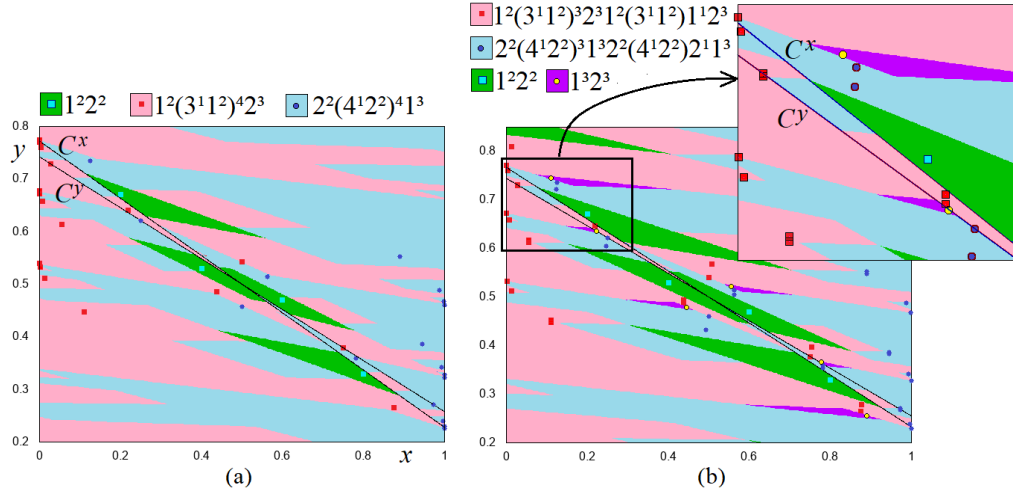 1²2² 1²(3¹1²)⁴2³ 2²(4¹2²)⁴1³
0.8
y
0.7
0.6
0.5
0.4
0.3
0.2
Cˣ
Cʸ
0 0.2 0.4 0.6 0.8 x 1
(a)
(b)
1²(3¹1²)³2³1²(3¹1²)1¹2³
2²(4¹2²)³1³2²(4¹2²)2¹1³
1²2² 1³2³
0.8
y
0.7
0.6
0.5
0.4
0.3
0.2
0 0.2 0.4 0.6 0.8 x 1
(b)
Cˣ
Cʸ